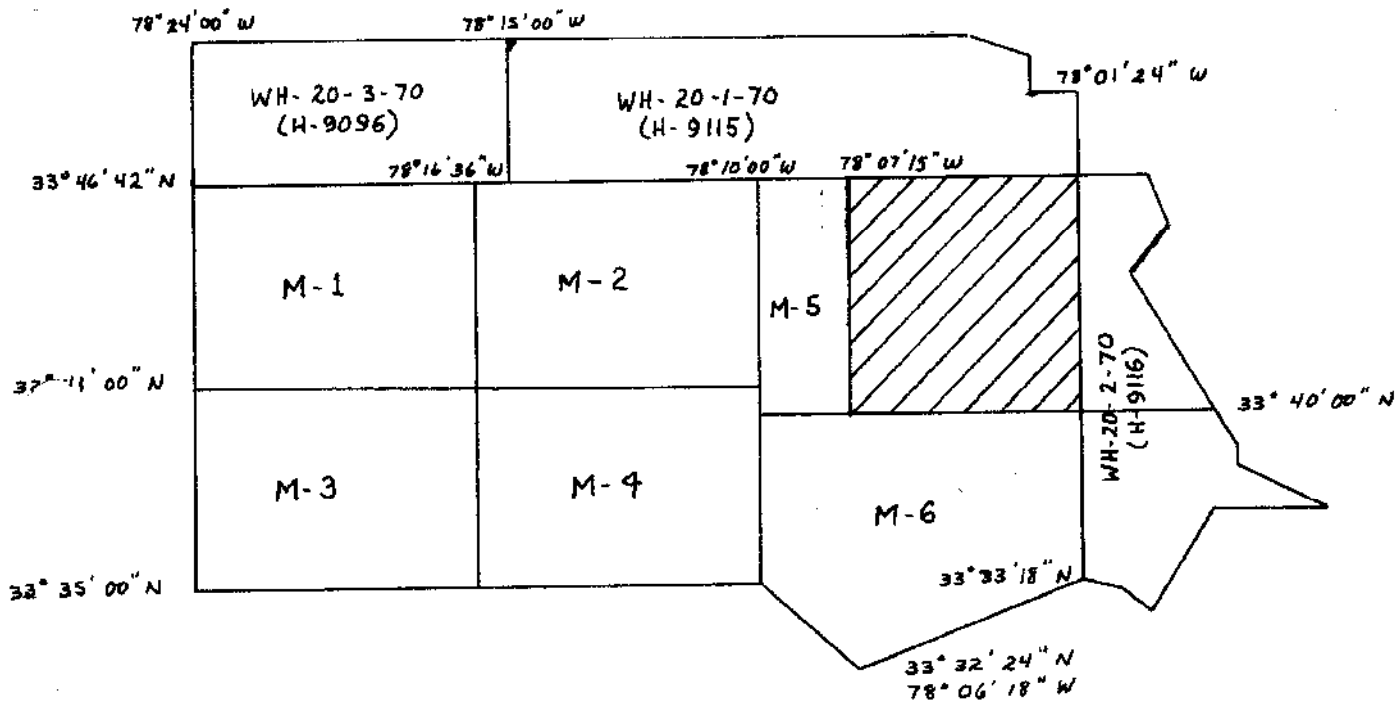 78° 24' 00" W
78° 15' 00" W
78° 01' 24" W
WH- 20-3-70
(H-9096)
WH- 20-1-70
(H-9115)
33° 46' 42" N
78° 16' 36" W
78° 10' 00" W
78° 07' 15" W
M-1
M-2
M-5
00" N
WH-20-2-70
(H-9116)
33° 40' 00" N
M-3
M-4
M-6
33° 35' 00" N
33° 33' 18" N
33° 32' 24" N
78° 06' 18" W